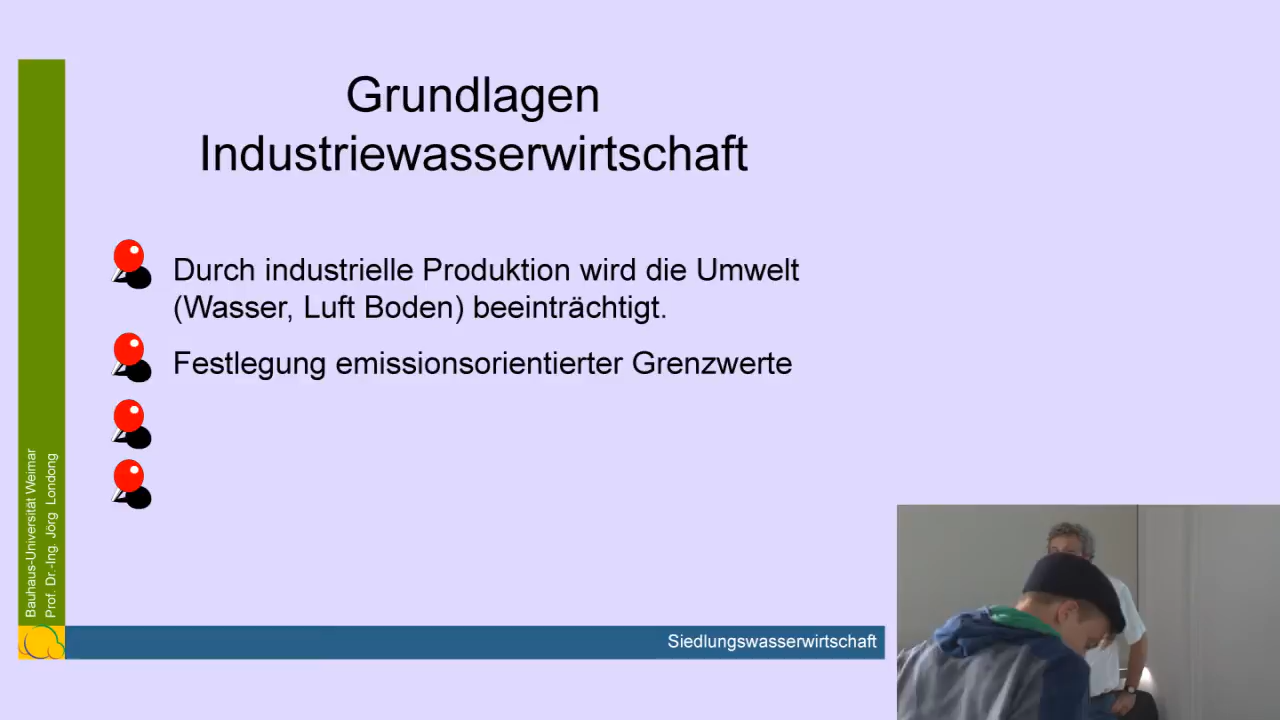 Grundlagen
Industriewasserwirtschaft
Durch industrielle Produktion wird die Umwelt
(Wasser, Luft Boden) beeinträchtigt.
Festlegung emissionsorientierter Grenzwerte
Bauhaus-Universität Weimar
Prof. Dr.-Ing. Jörg Londong
Siedlungswasserwirtschaft